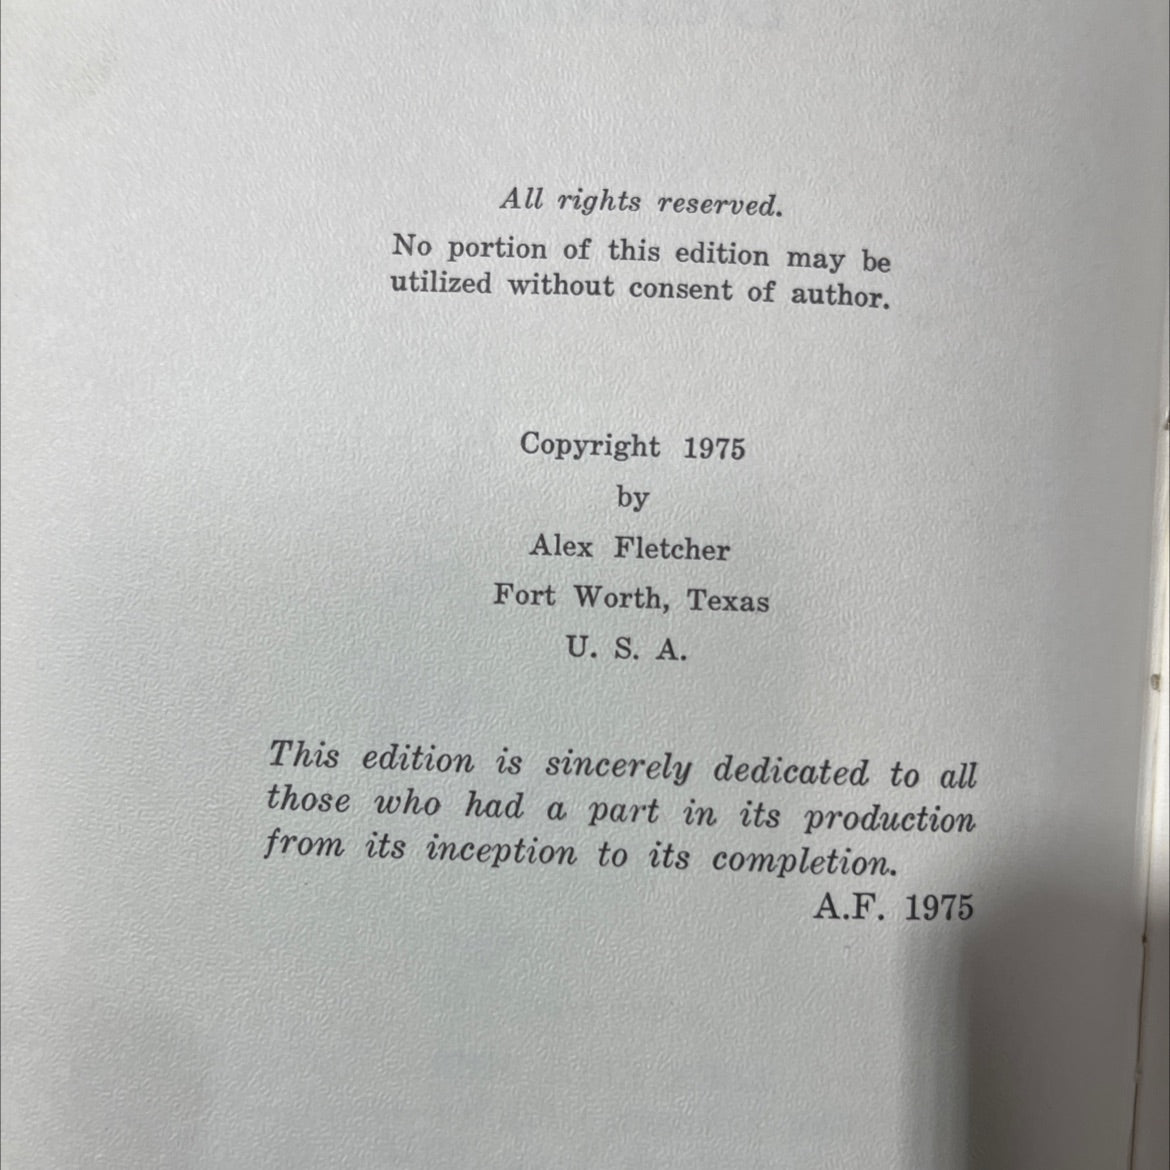 All rights reserved.
No portion of this edition may be
utilized without consent of author.
Copyright 1975
by
Alex Fletcher
Fort Worth, Texas
U. S. A.
This edition is sincerely dedicated to all
those who had a part in its production
from its inception to its completion.
A.F. 1975